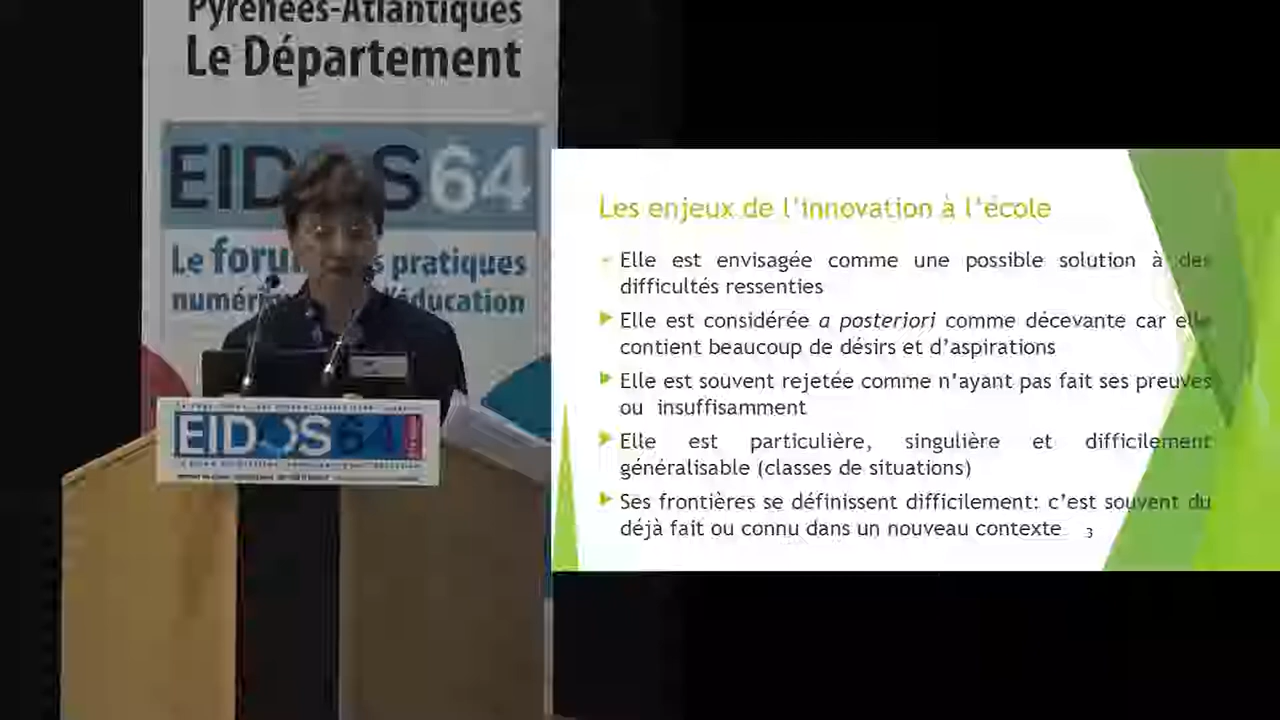 Pyrénées-Atlantiques
Le Département
EIDOS64
Le forum pratiques
l'éducation
EIDOS64
Les enjeux de l'innovation à l'école
Elle est envisagée comme une possible solution à des
difficultés ressenties
Elle est considérée a posteriori comme décevante car elle
contient beaucoup de désirs et d'aspirations
Elle est souvent rejetée comme n'ayant pas fait ses preuves
ou insuffisamment
Elle est particulière, singulière et difficilement
généralisable (classes de situations)
Ses frontières se définissent difficilement: c'est souvent du
déjà fait ou connu dans un nouveau contexte
3